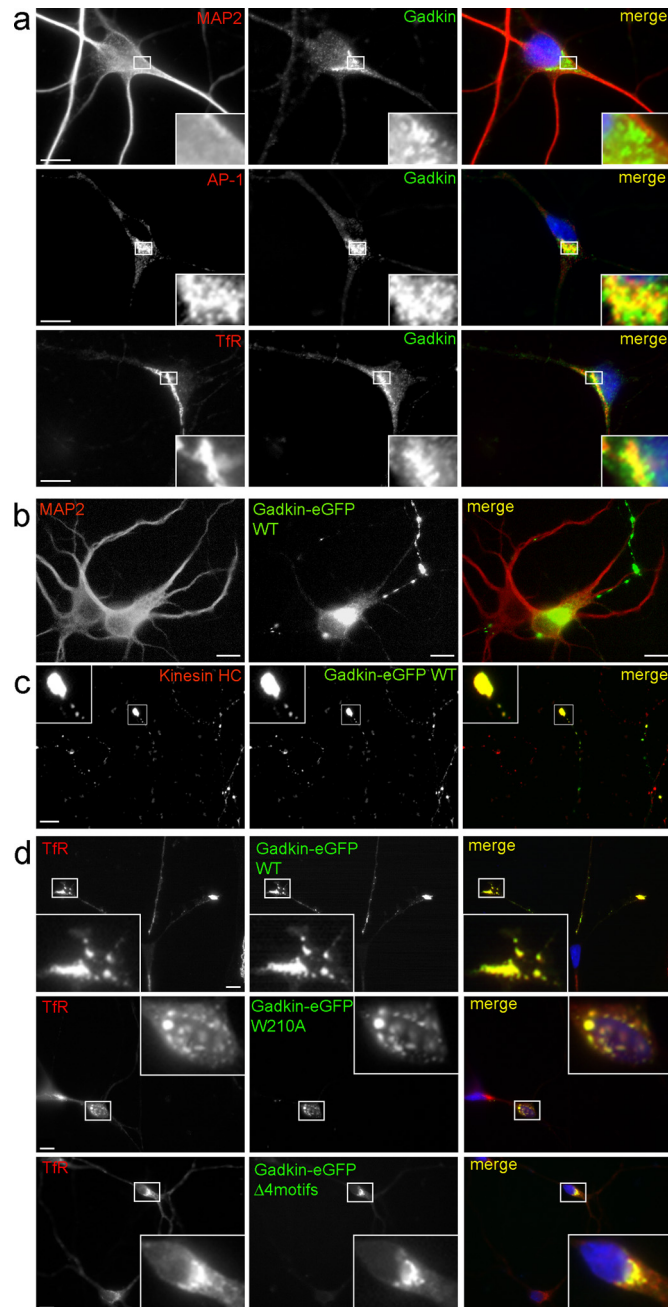 a
MAP2
Gadkin
merge
AP-1
Gadkin
merge
TfR
Gadkin
merge
b
MAP2
Gadkin-eGFP
WT
merge
c
Kinesin HC
Gadkin-eGFP WT
merge
d
TfR
Gadkin-eGFP
WT
merge
TfR
Gadkin-eGFP
W210A
merge
TfR
Gadkin-eGFP
Δ4motifs
merge